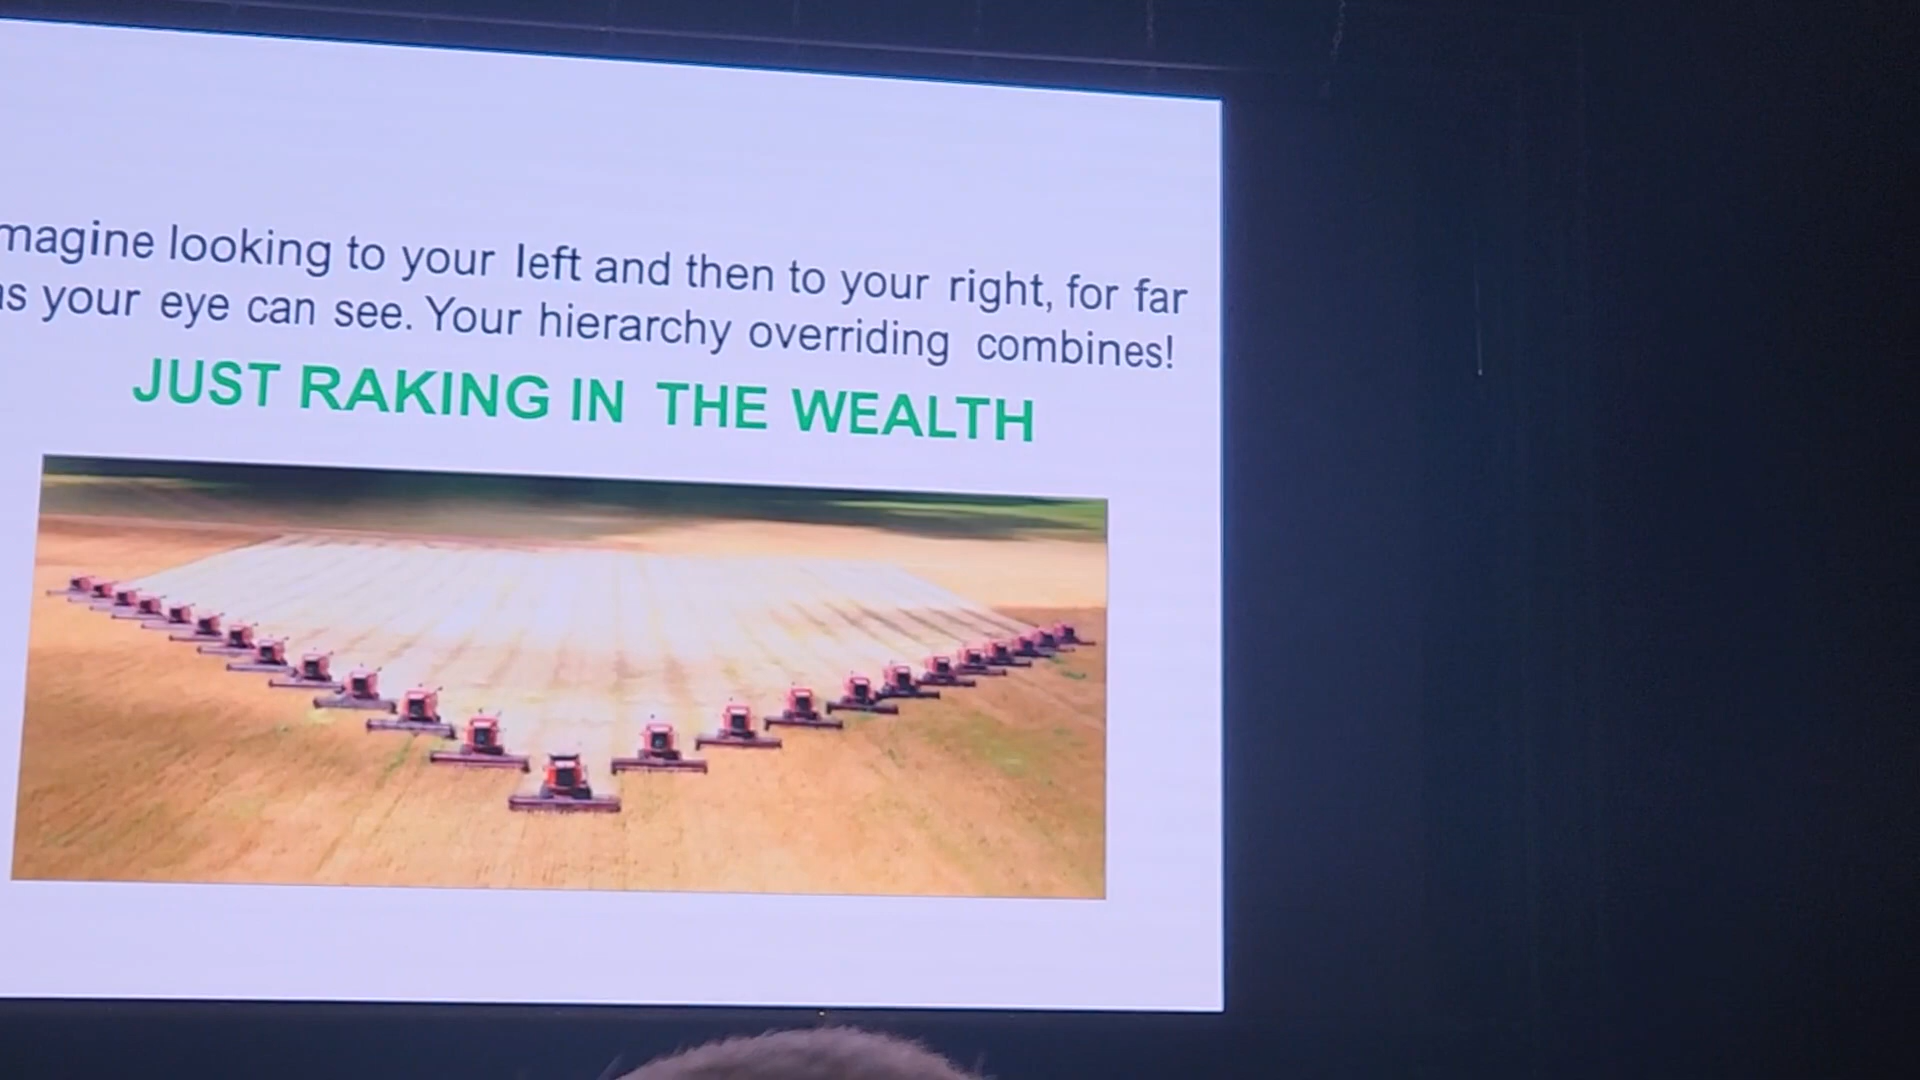 magine looking to your left and then to your right, for far
s your eye can see. Your hierarchy overriding combines!
JUST RAKING IN THE WEALTH